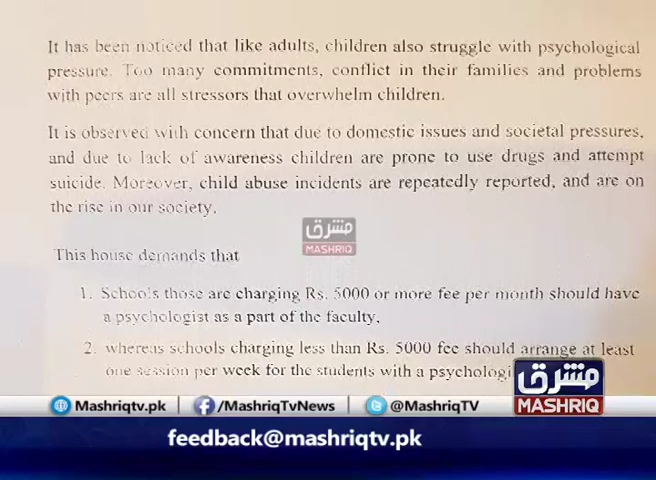 It has been noticed that like adults, children also struggle with psychological
pressure. Too many commitments, conflict in their families and problems
with peers are all stressors that overwhelm children.
It is observed with concern that due to domestic issues and societal pressures,
and due to lack of awareness children are prone to use drugs and attempt
suicide. Moreover, child abuse incidents are repeatedly reported, and are on
the rise in our society.
مشرق
MASHRIQ
This house demands that
1. Schools those are charging Rs. 5000 or more fee per month should have
a psychologist as a part of the faculty.
2. whereas schools charging less than Rs. 5000 fee should arrange at least
one session per week for the students with a
مشرق
MASHRIQ
Mashriqtv.pk | /MashriqTvNews | @MashriqTV
feedback@mashriqtv.pk